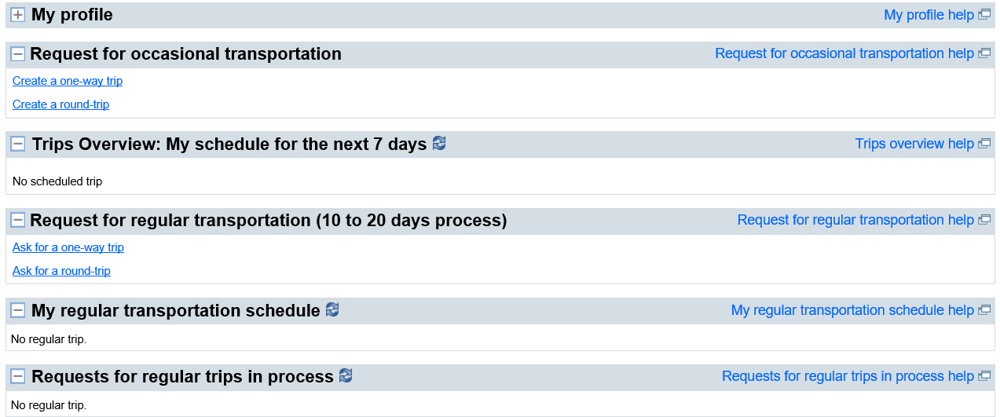 My profile
My profile help
Request for occasional transportation
Request for occasional transportation help
Create a one-way trip
Create a round-trip
Trips Overview: My schedule for the next 7 days
Trips overview help
No scheduled trip
Request for regular transportation (10 to 20 days process)
Request for regular transportation help
Ask for a one-way trip
Ask for a round-trip
My regular transportation schedule
My regular transportation schedule help
No regular trip.
Requests for regular trips in process
Requests for regular trips in process help
No regular trip.